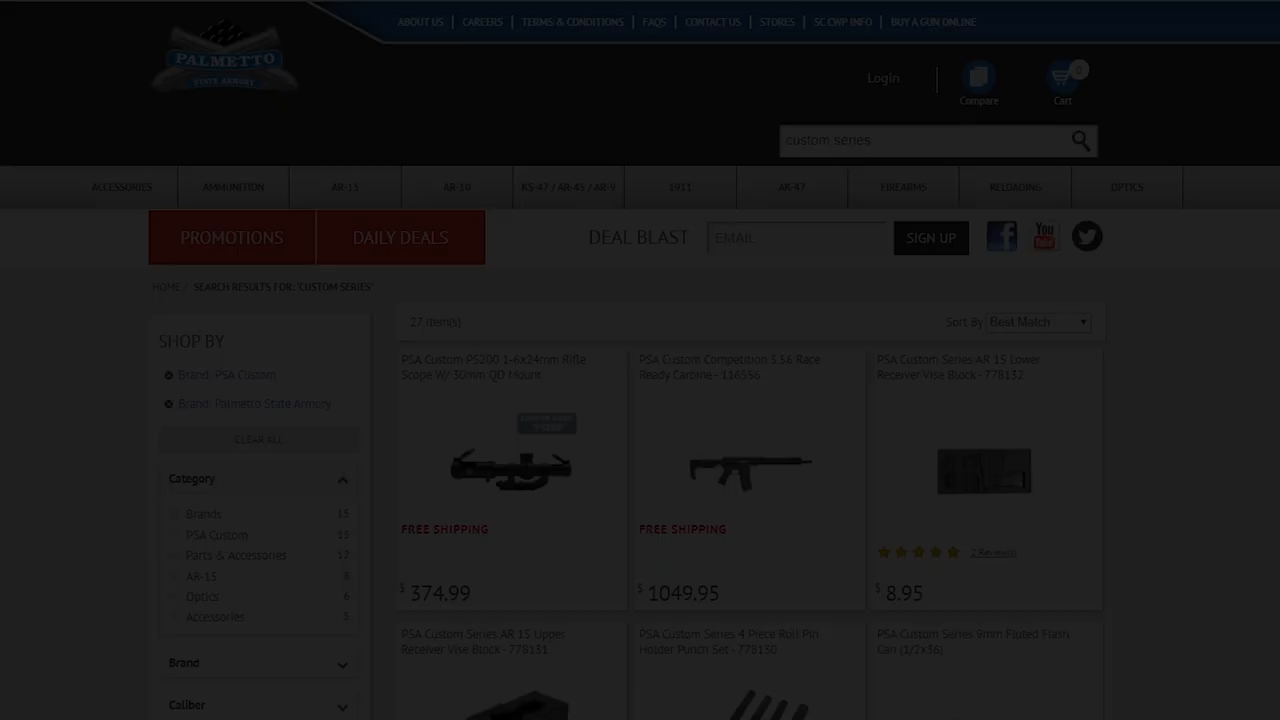 ABOUT US
CAREERS
TERMS & CONDITIONS
FAQS
CONTACT US
STORES
SC CWP INFO
BUY A GUN ONLINE
PALMETTO
STATE ARMORY
Login
Compare
0
Cart
custom series
ACCESSORIES
AMMUNITION
AR-15
AR-10
KS-47 / AR-45 / AR-9
1911
AK-47
FIREARMS
RELOADING
OPTICS
PROMOTIONS
DAILY DEALS
DEAL BLAST
EMAIL
SIGN UP
You
Tube
HOME / SEARCH RESULTS FOR: 'CUSTOM SERIES'
SHOP BY
Brand: PSA Custom
Brand: Palmetto State Armory
CLEAR ALL
Category
Brands 15
PSA Custom 15
Parts & Accessories 12
AR-15 8
Optics 6
Accessories 5
Brand
Caliber
27 Item(s)
Sort By Best Match
PSA Custom PS200 1-6x24mm Rifle
Scope W/ 30mm QD Mount
FREE SHIPPING
$ 374.99
PSA Custom Competition 5.56 Race
Ready Carbine - 116556
FREE SHIPPING
$ 1049.95
PSA Custom Series AR 15 Lower
Receiver Vise Block - 778132
2 Review(s)
$ 8.95
PSA Custom Series AR 15 Upper
Receiver Vise Block - 778131
PSA Custom Series 4 Piece Roll Pin
Holder Punch Set - 778130
PSA Custom Series 9mm Fluted Flash
Can (1/2x36)